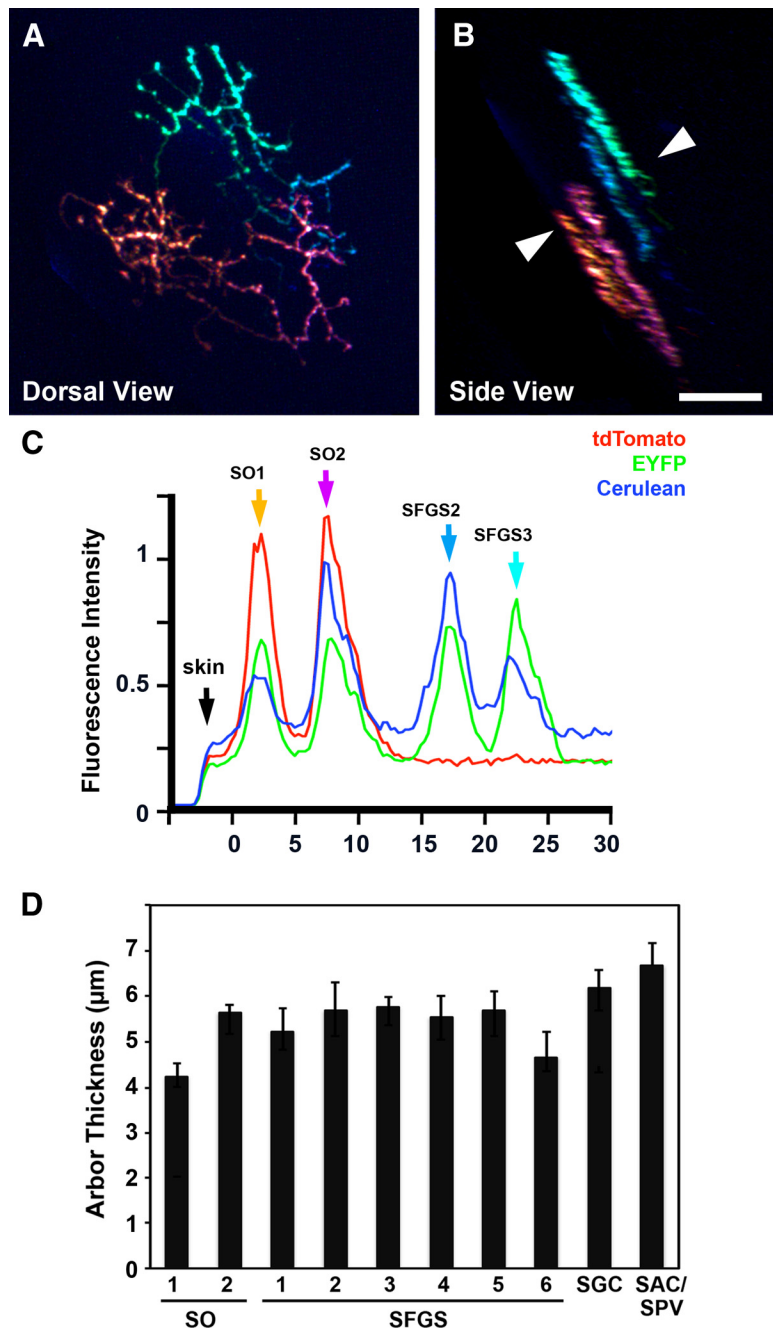 A
B
Dorsal View
Side View
C
tdTomato
EYFP
Cerulean
SO1
SO2
SFGS2
SFGS3
skin
Fluorescence Intensity
1
0.5
0
0 5 10 15 20 25 30
D
Arbor Thickness (μm)
7
6
5
4
3
2
1
0
1 2 1 2 3 4 5 6 SGC SAC/
SPV
SO SFGS